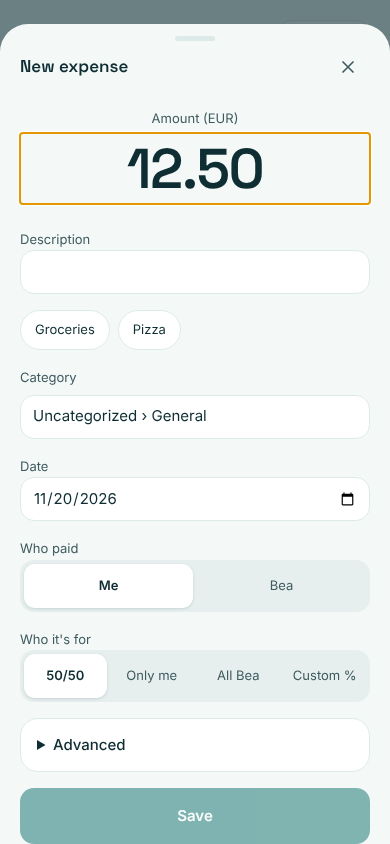 New expense
Amount (EUR)
12.50
Description
Groceries
Pizza
Category
Uncategorized › General
Date
11/20/2026
Who paid
Me
Bea
Who it's for
50/50
Only me
All Bea
Custom %
Advanced
Save